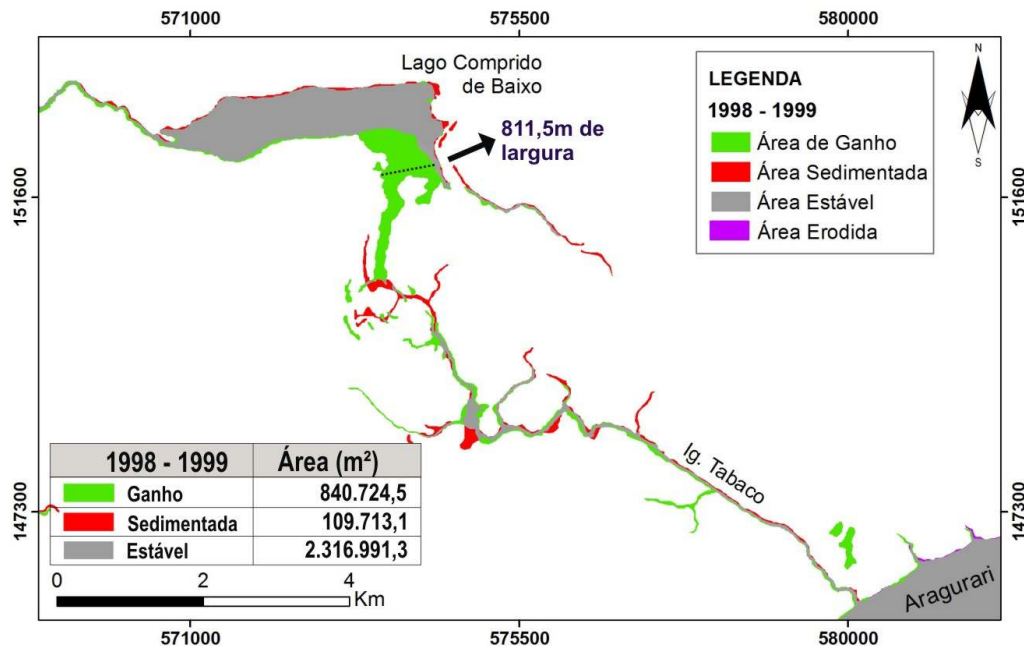 571000 575500 580000
Lago Comprido
de Baixo
811,5m de
largura
N
S
LEGENDA
1998 - 1999
Área de Ganho
Área Sedimentada
Área Estável
Área Erodida
151600 151600
Ig. Tabaco
1998 - 1999 Área (m²)
Ganho 840.724,5
Sedimentada 109.713,1
Estável 2.316.991,3
147300 147300
Aragurari
0 2 4
Km
571000 575500 580000